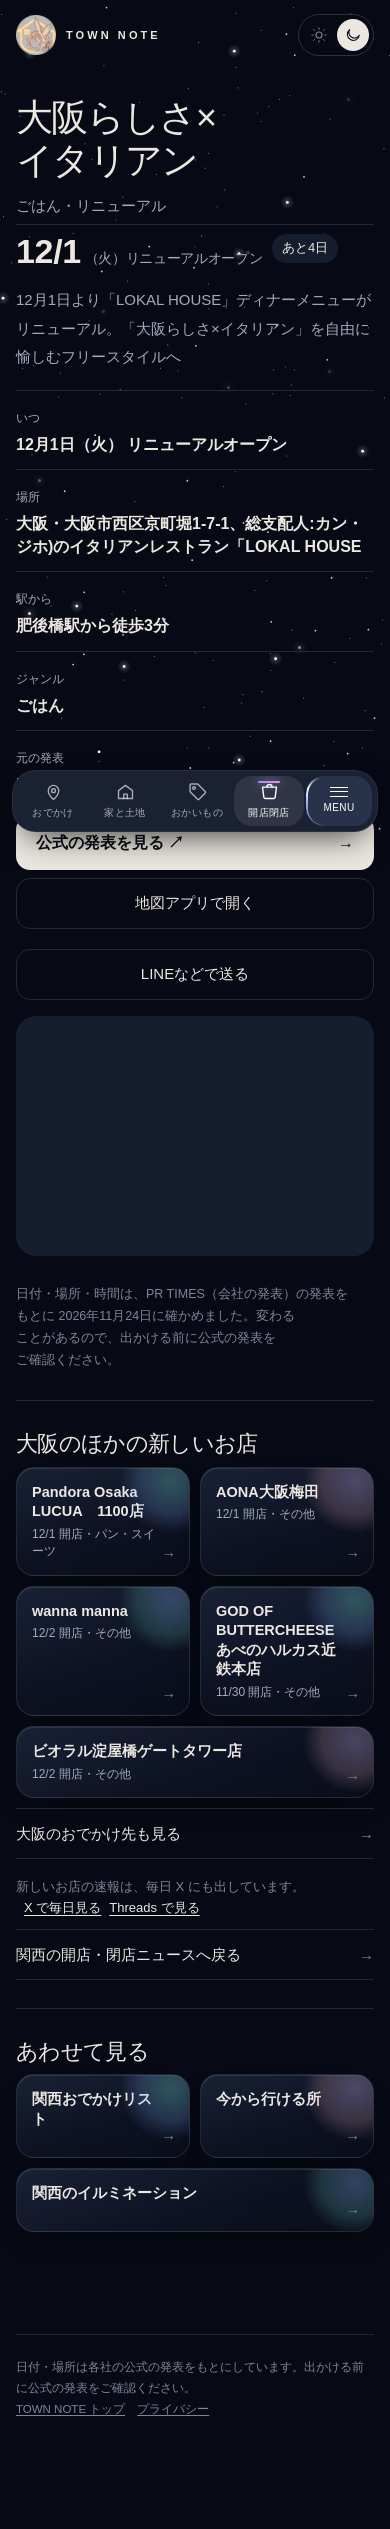 TOWN NOTE
大阪らしさ×
イタリアン
ごはん・リニューアル
12/1 （火）リニューアルオープン あと4日
12月1日より「LOKAL HOUSE」ディナーメニューが
リニューアル。「大阪らしさ×イタリアン」を自由に
愉しむフリースタイルへ
いつ
12月1日（火） リニューアルオープン
場所
大阪・大阪市西区京町堀1-7-1、総支配人:カン・
ジホ)のイタリアンレストラン「LOKAL HOUSE
駅から
肥後橋駅から徒歩3分
ジャンル
ごはん
元の発表
おでかけ 家と土地 おかいもの 開店閉店 MENU
公式の発表を見る ↗ →
地図アプリで開く
LINEなどで送る
日付・場所・時間は、PR TIMES（会社の発表）の発表を
もとに 2026年11月24日に確かめました。変わる
ことがあるので、出かける前に公式の発表を
ご確認ください。
大阪のほかの新しいお店
Pandora Osaka
LUCUA　1100店
12/1 開店・パン・スイ
ーツ →
AONA大阪梅田
12/1 開店・その他
→
wanna manna
12/2 開店・その他
→
GOD OF
BUTTERCHEESE
あべのハルカス近
鉄本店
11/30 開店・その他 →
ビオラル淀屋橋ゲートタワー店
12/2 開店・その他 →
大阪のおでかけ先も見る →
新しいお店の速報は、毎日 X にも出しています。
X で毎日見る Threads で見る
関西の開店・閉店ニュースへ戻る →
あわせて見る
関西おでかけリス
ト
→
今から行ける所
→
関西のイルミネーション
→
日付・場所は各社の公式の発表をもとにしています。出かける前
に公式の発表をご確認ください。
TOWN NOTE トップ プライバシー